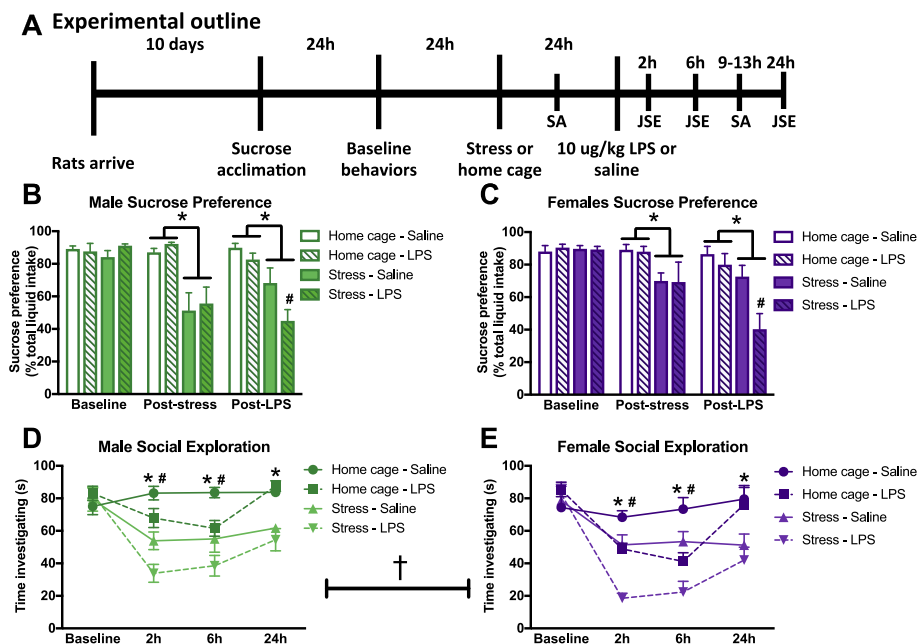 A Experimental outline
10 days 24h 24h 24h
2h 6h 9-13h 24h
SA JSE JSE SA JSE
Rats arrive
Sucrose
acclimation
Baseline
behaviors
Stress or
home cage
10 ug/kg LPS or
saline
B
Male Sucrose Preference
Sucrose preference
(% total liquid intake)
100
80
60
40
20
0
* *
#
Baseline Post-stress Post-LPS
Home cage - Saline
Home cage - LPS
Stress - Saline
Stress - LPS
C
Females Sucrose Preference
Sucrose preference
(% total liquid intake)
100
80
60
40
20
0
* *
#
Baseline Post-stress Post-LPS
Home cage - Saline
Home cage - LPS
Stress - Saline
Stress - LPS
D
Male Social Exploration
Time investigating (s)
100
80
60
40
20
0
* # * # *
Baseline 2h 6h 24h
Home cage - Saline
Home cage - LPS
Stress - Saline
Stress - LPS
†
E
Female Social Exploration
Time investigating (s)
100
80
60
40
20
0
* # * # *
Baseline 2h 6h 24h
Home cage - Saline
Home cage - LPS
Stress - Saline
Stress - LPS